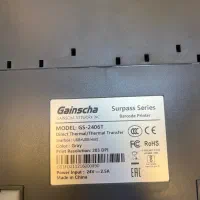 Gainscha
Surpass Series
Barcode Printer
MODEL: GS-2406T
Direct Thermal/Thermal Transfer
Color: Gray
Print Resolution: 203 DPI
Power Input: 24V 2.5A
Made in China